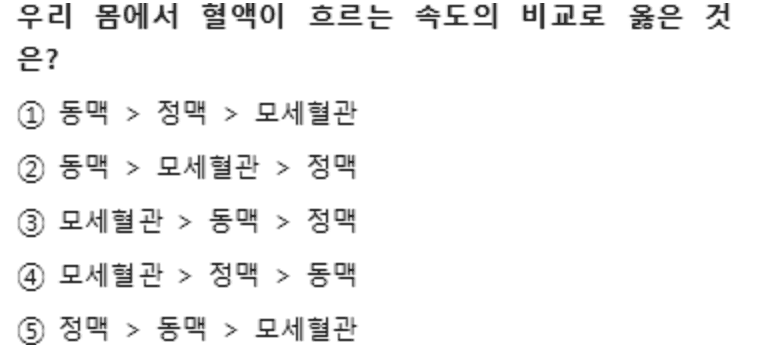 우리 몸에서 혈액이 흐르는 속도의 비교로 옳은 것
은?
① 동맥 > 정맥 > 모세혈관
② 동맥 > 모세혈관 > 정맥
③ 모세혈관 > 동맥 > 정맥
④ 모세혈관 > 정맥 > 동맥
⑤ 정맥 > 동맥 > 모세혈관